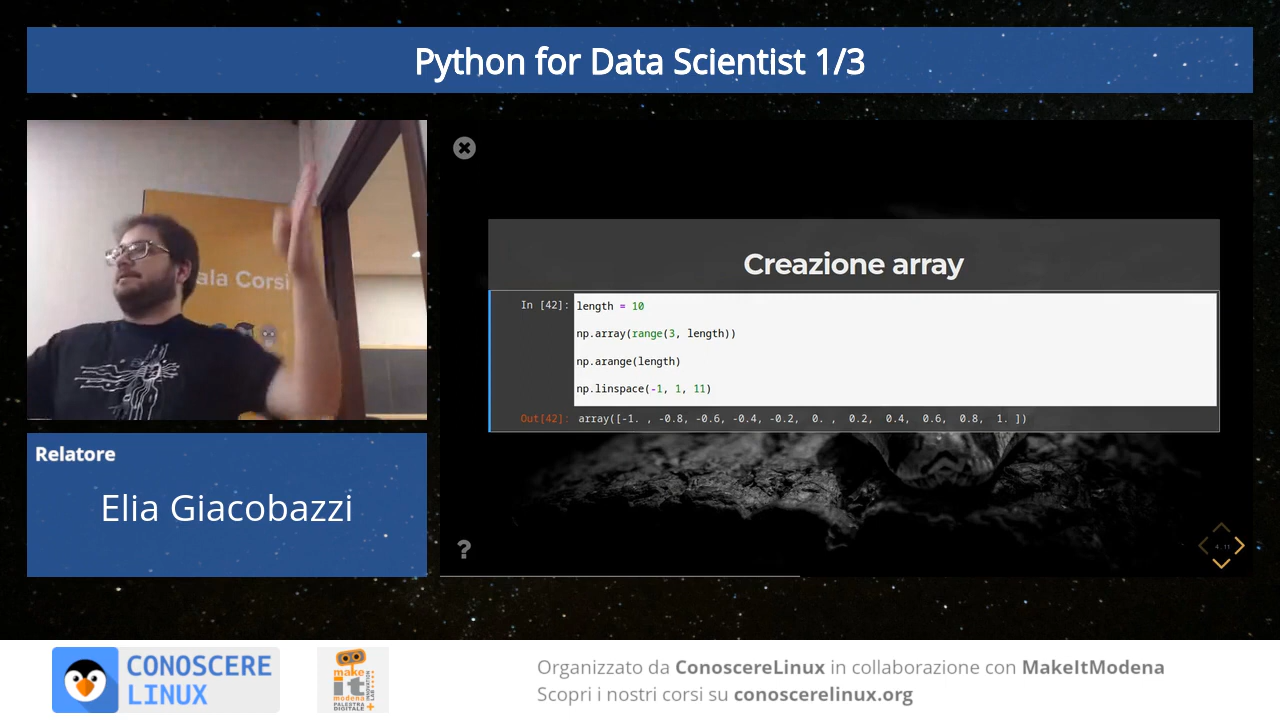 Python for Data Scientist 1/3
ala Corsi
Relatore
Elia Giacobazzi
Creazione array
In [42]:
length = 10
np.array(range(3, length))
np.arange(length)
np.linspace(-1, 1, 11)
Out[42]:
array([-1. , -0.8, -0.6, -0.4, -0.2,  0. ,  0.2,  0.4,  0.6,  0.8,  1. ])
?
CONOSCERE
LINUX
make
it
modena
PALESTRA
DIGITALE
INNOVATION
LAB
Organizzato da ConoscereLinux in collaborazione con MakeItModena
Scopri i nostri corsi su conoscerelinux.org